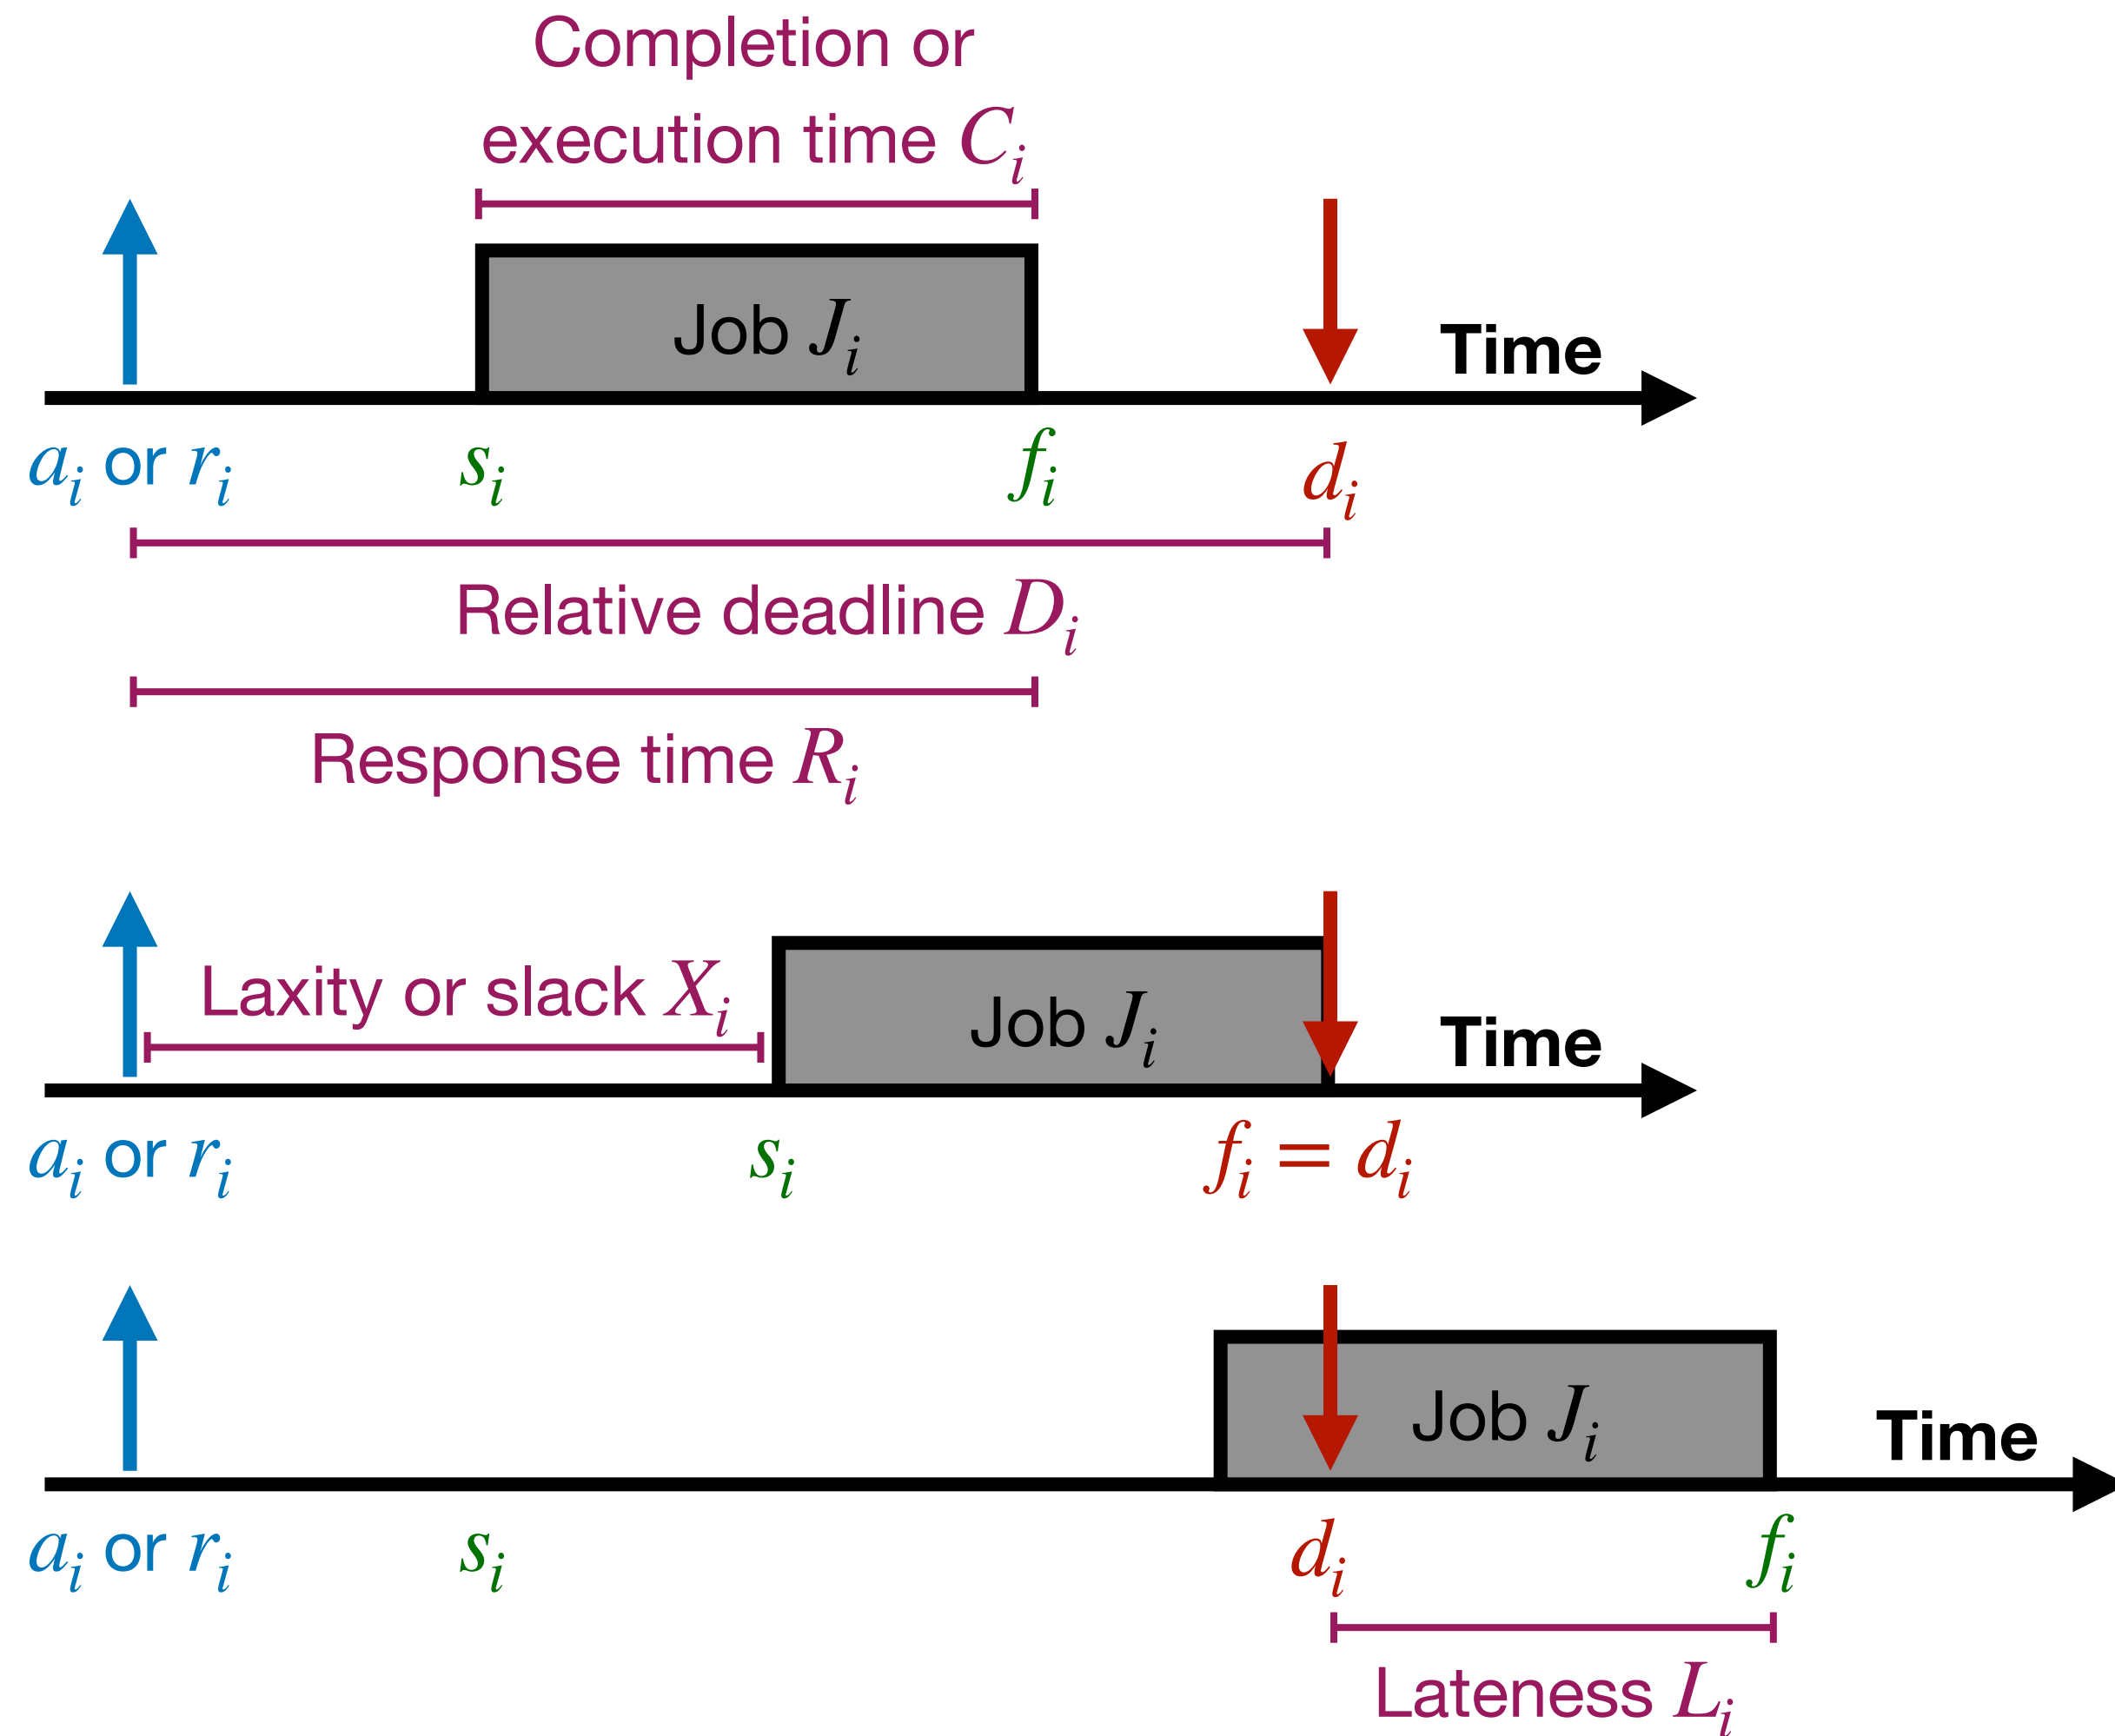 Completion or
execution time Cᵢ
Job Jᵢ
Time
aᵢ or rᵢ sᵢ fᵢ dᵢ
Relative deadline Dᵢ
Response time Rᵢ
Laxity or slack Xᵢ
Job Jᵢ
Time
aᵢ or rᵢ sᵢ fᵢ = dᵢ
Job Jᵢ
Time
aᵢ or rᵢ sᵢ dᵢ fᵢ
Lateness Lᵢ